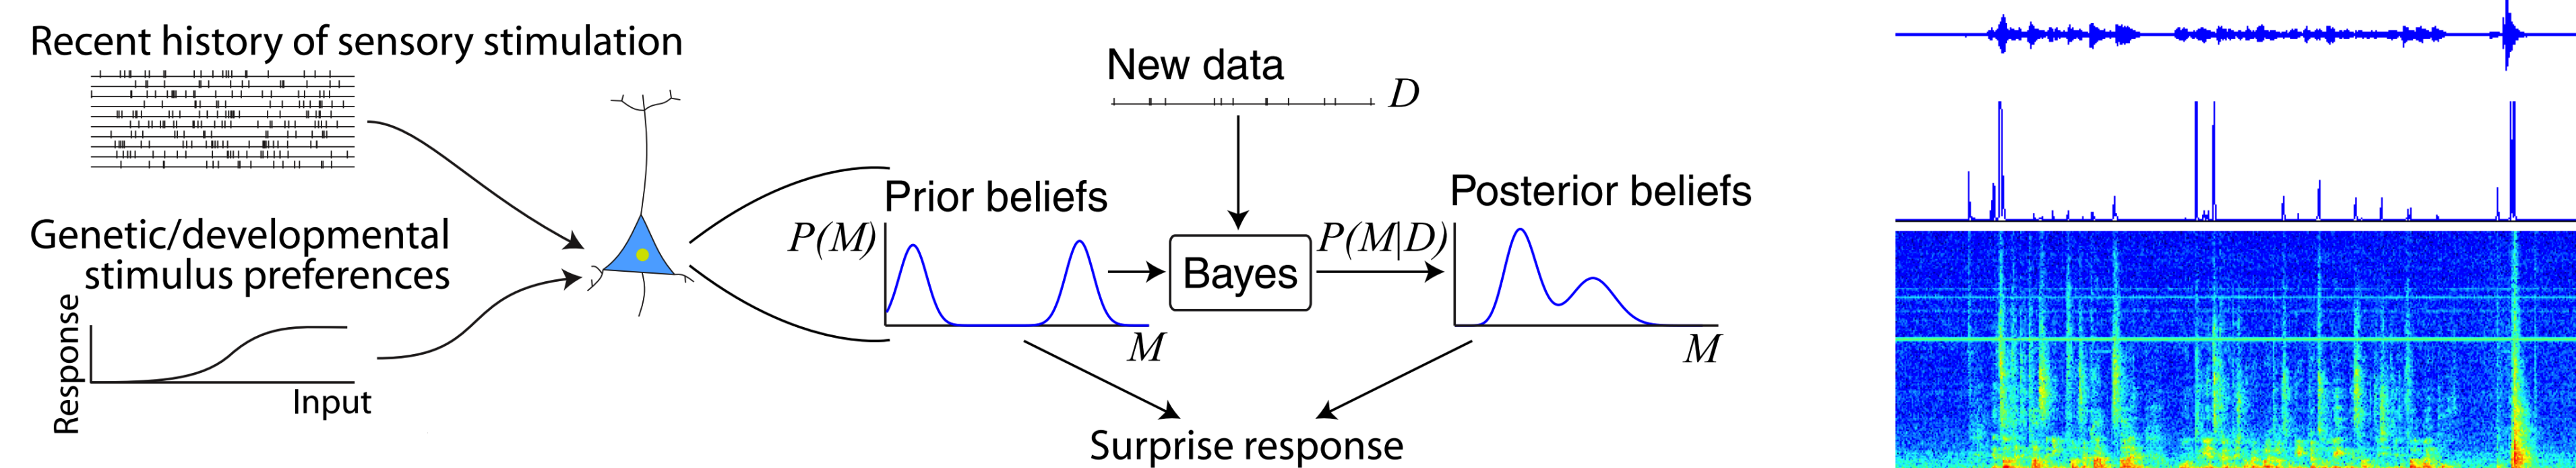 Recent history of sensory stimulation
Genetic/developmental
stimulus preferences
Response
Input
New data
D
Prior beliefs
P(M)
M
Bayes
P(M|D)
Posterior beliefs
M
Surprise response